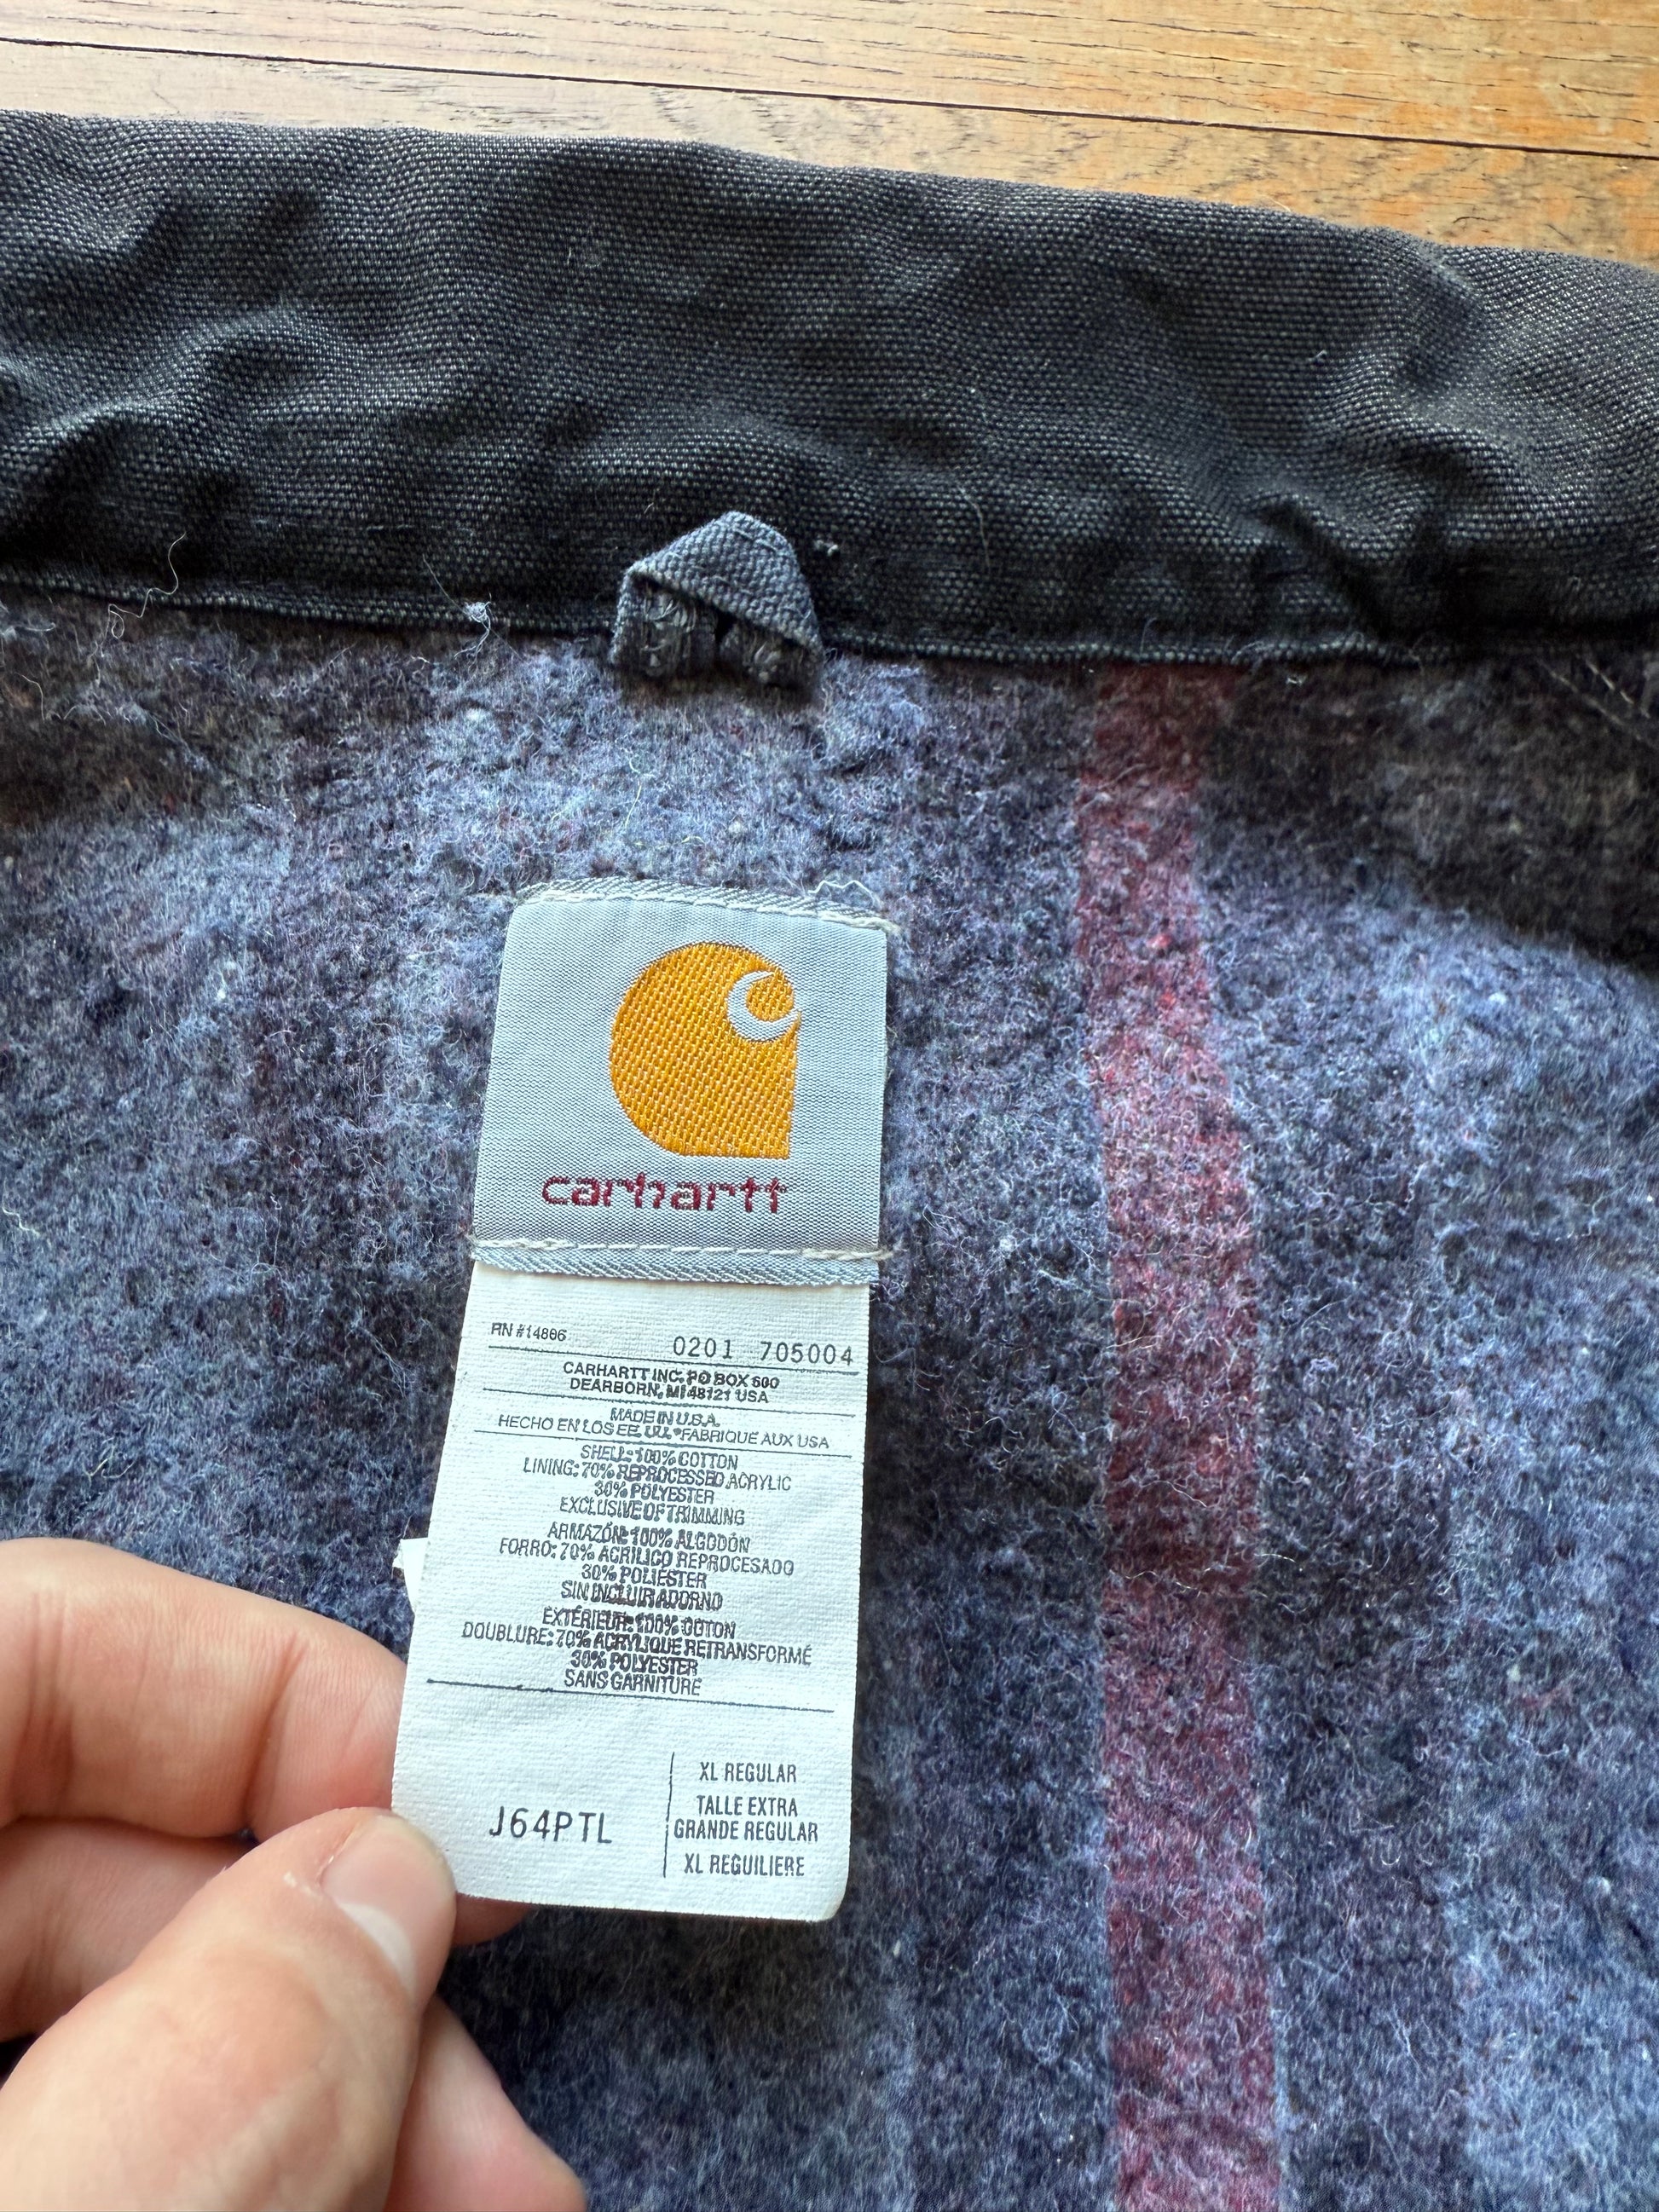 carhartt
RN #14806
0201 705004
CARHARTT INC. PO BOX 600
DEARBORN, MI 48121 USA
MADE IN U.S.A.
HECHO EN LOS EE. UU. • FABRIQUE AUX USA
SHELL: 100% COTTON
LINING: 70% REPROCESSED ACRYLIC
30% POLYESTER
EXCLUSIVE OF TRIMMING
ARMAZÓN: 100% ALGODÓN
FORRO: 70% ACRILICO REPROCESADO
30% POLIESTER
SIN INCLUIR ADORNO
EXTÉRIEUR: 100% COTON
DOUBLURE: 70% ACRYLIQUE RETRANSFORMÉ
30% POLYESTER
SANS GARNITURE
J64PTL
XL REGULAR
TALLE EXTRA
GRANDE REGULAR
XL REGUILIERE